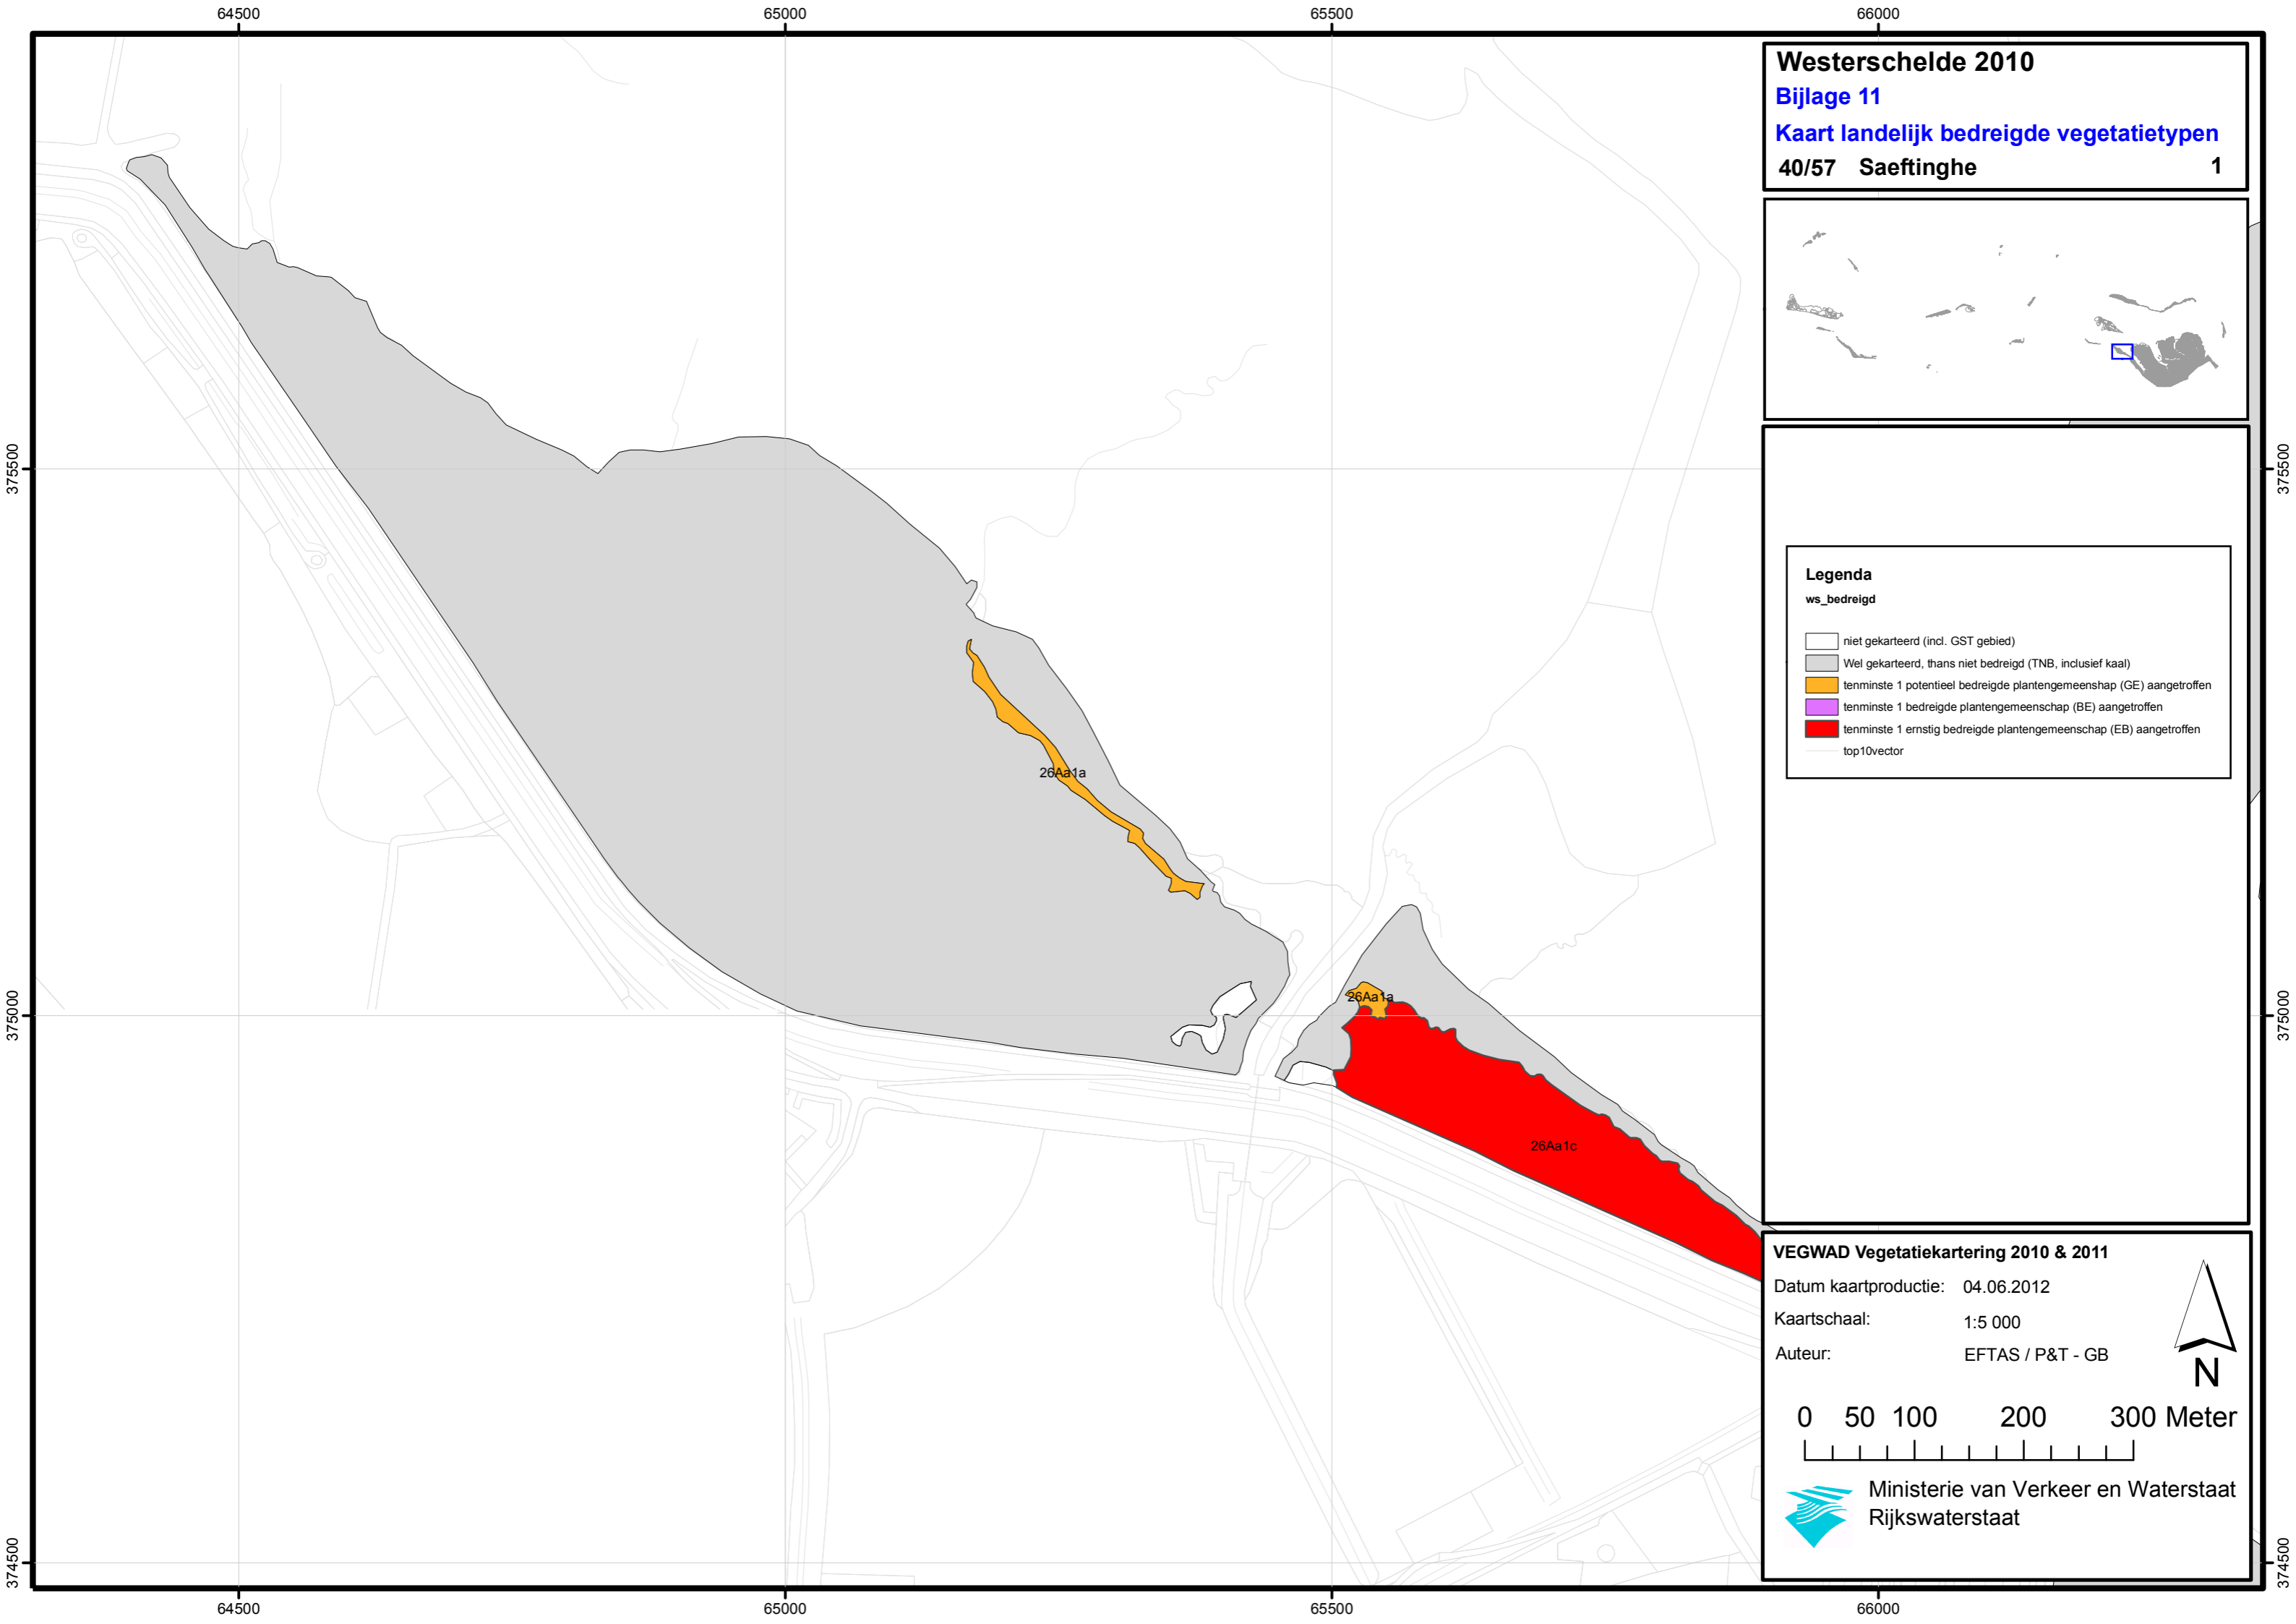 64500 65000 65500 66000
Westerschelde 2010
Bijlage 11
Kaart landelijk bedreigde vegetatietypen
40/57 Saeftinghe 1
375500 375500
Legenda
ws_bedreigd
niet gekarteerd (incl. GST gebied)
Wel gekarteerd, thans niet bedreigd (TNB, inclusief kaal)
tenminste 1 potentieel bedreigde plantengemeenshap (GE) aangetroffen
tenminste 1 bedreigde plantengemeenschap (BE) aangetroffen
tenminste 1 ernstig bedreigde plantengemeenschap (EB) aangetroffen
top10vector
26Aa1a
26Aa1a
375000 375000
26Aa1c
VEGWAD Vegetatiekartering 2010 & 2011
Datum kaartproductie: 04.06.2012
Kaartschaal: 1:5 000
Auteur: EFTAS / P&T - GB
N
0 50 100 200 300 Meter
Ministerie van Verkeer en Waterstaat
Rijkswaterstaat
374500 374500
64500 65000 65500 66000